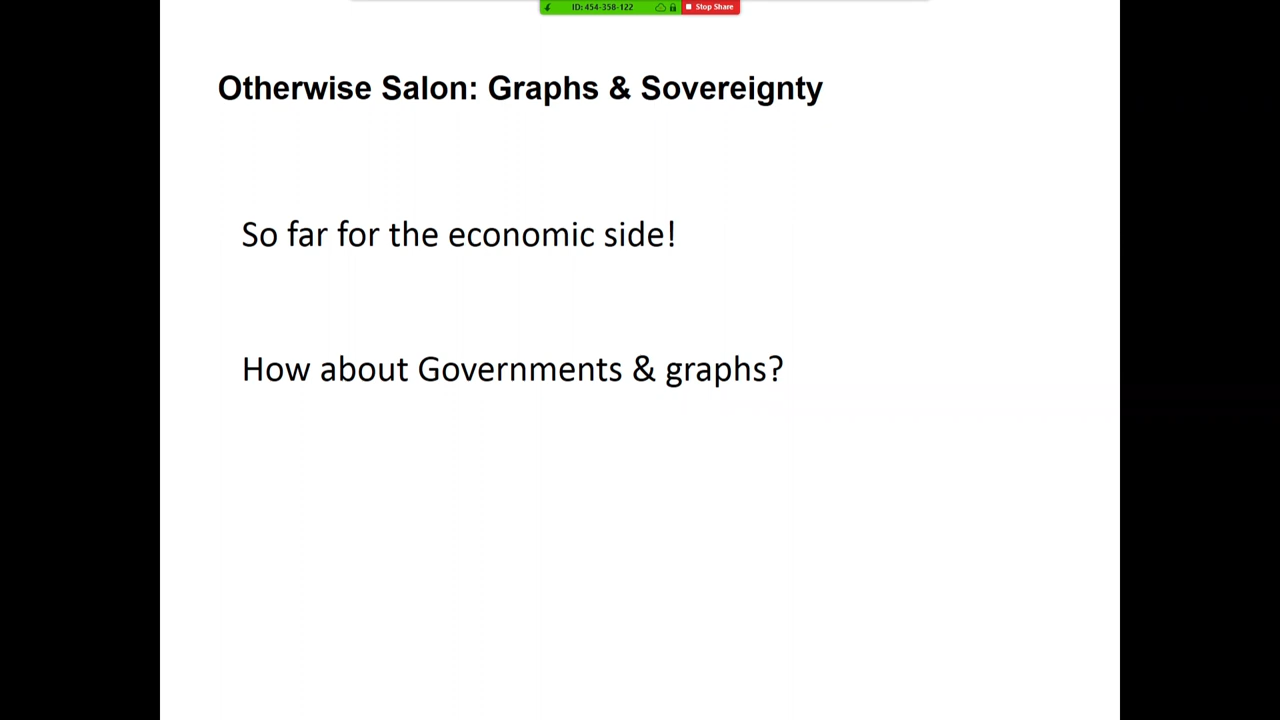 ID: 454-358-122 Stop Share
Otherwise Salon: Graphs & Sovereignty
So far for the economic side!
How about Governments & graphs?